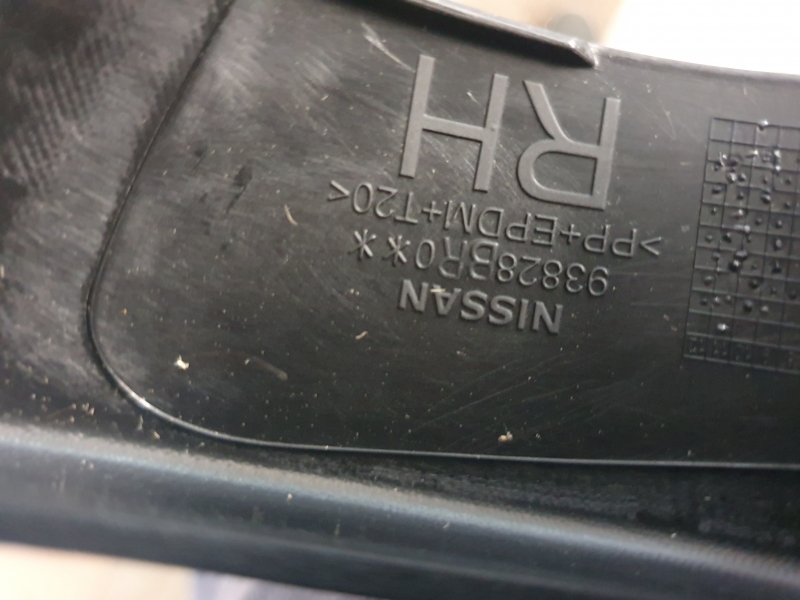 NISSAN
93828BR0**
>PP+EPDM+T20<
RH